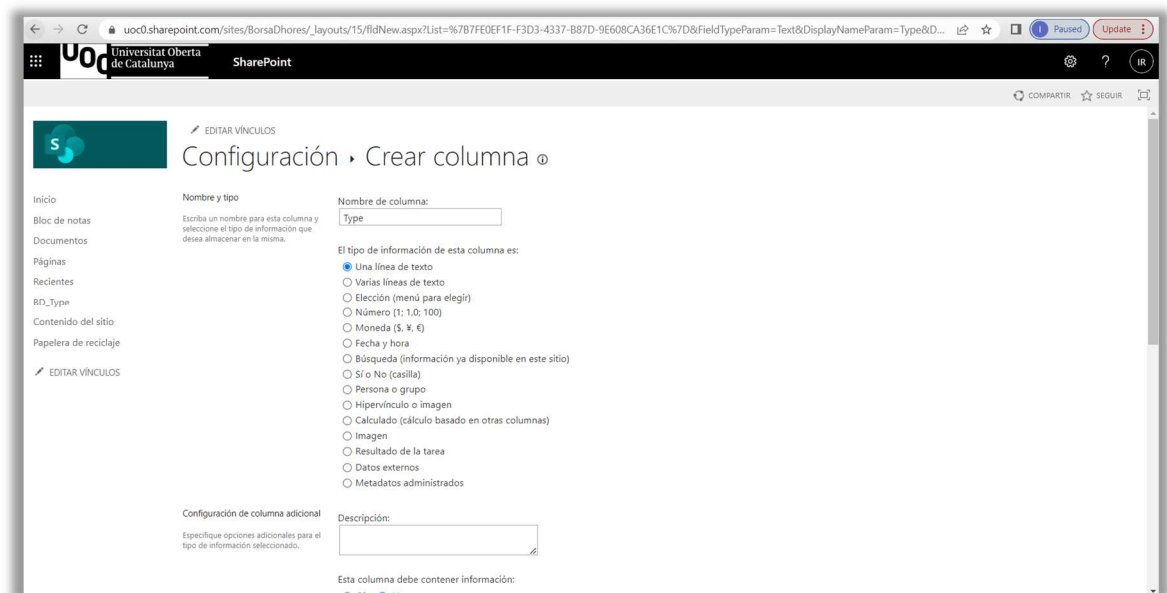 uoc0.sharepoint.com/sites/BorsaDhores/_layouts/15/fldNew.aspx?List=%7B7FE0EF1F-F3D3-4337-B87D-9E608CA36E1C%7D&FieldTypeParam=Text&DisplayNameParam=Type&D...
I Paused
Update
UOC Universitat Oberta
de Catalunya
SharePoint
? IR
COMPARTIR SEGUIR
S
EDITAR VÍNCULOS
Configuración Crear columna
Inicio
Bloc de notas
Documentos
Páginas
Recientes
BD_Type
Contenido del sitio
Papelera de reciclaje
EDITAR VÍNCULOS
Nombre y tipo
Escriba un nombre para esta columna y
seleccione el tipo de información que
desea almacenar en la misma.
Nombre de columna:
Type
El tipo de información de esta columna es:
Una línea de texto
Varias líneas de texto
Elección (menú para elegir)
Número (1; 1,0; 100)
Moneda ($, ¥, €)
Fecha y hora
Búsqueda (información ya disponible en este sitio)
Sí o No (casilla)
Persona o grupo
Hipervínculo o imagen
Calculado (cálculo basado en otras columnas)
Imagen
Resultado de la tarea
Datos externos
Metadatos administrados
Configuración de columna adicional
Especifique opciones adicionales para el
tipo de información seleccionado.
Descripción:
Esta columna debe contener información: